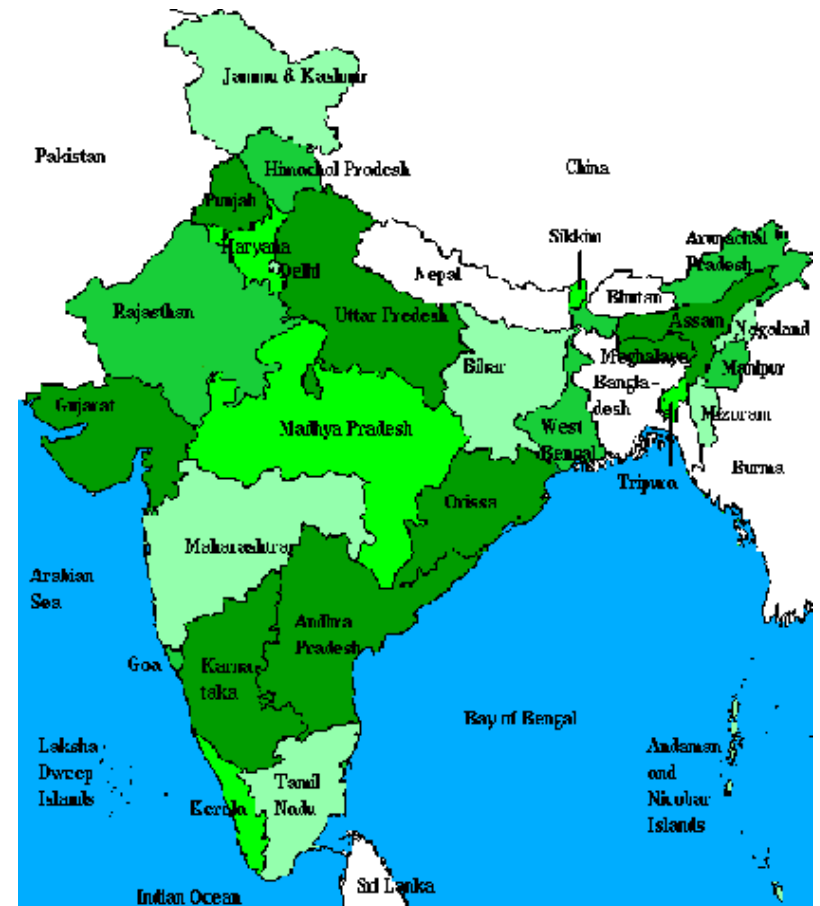 Jammu & Kashmir
Pakistan
Himachal Pradesh
China
Punjab
Sikkim
Arunachal
Pradesh
Haryana
Delhi
Nepal
Bhutan
Rajasthan
Uttar Predesh
Assam
Nagaland
Bihar
Meghalaya
Manipur
Bangla-
desh
Gujarat
Madhya Pradesh
West
Bengal
Mizuram
Burma
Tripura
Orissa
Maharashtra
Arabian
Sea
Andhra
Pradesh
Goa
Karna-
taka
Bay of Bengal
Laksha
Dweep
Islands
Andaman
and
Nicobar
Islands
Tamil
Nadu
Kerala
Sri Lanka
Indian Ocean